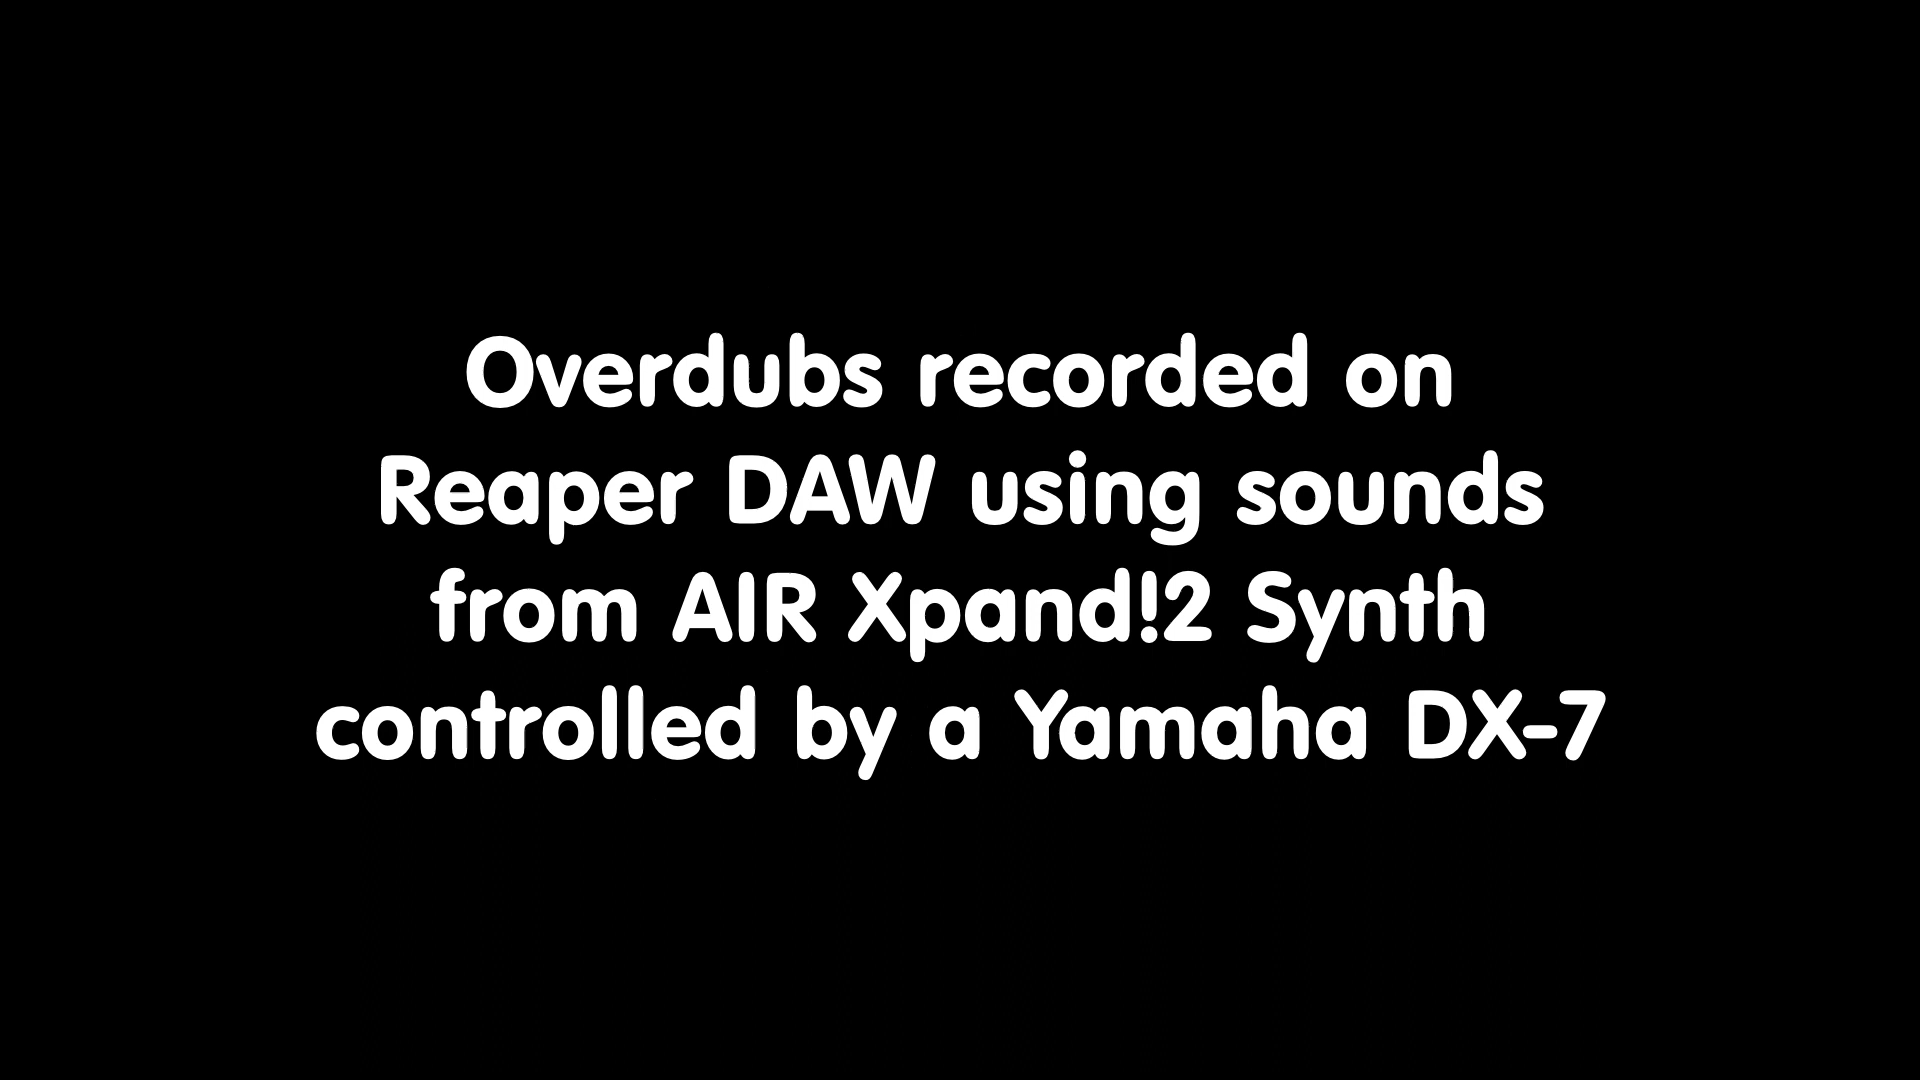 Overdubs recorded on
Reaper DAW using sounds
from AIR Xpand!2 Synth
controlled by a Yamaha DX-7